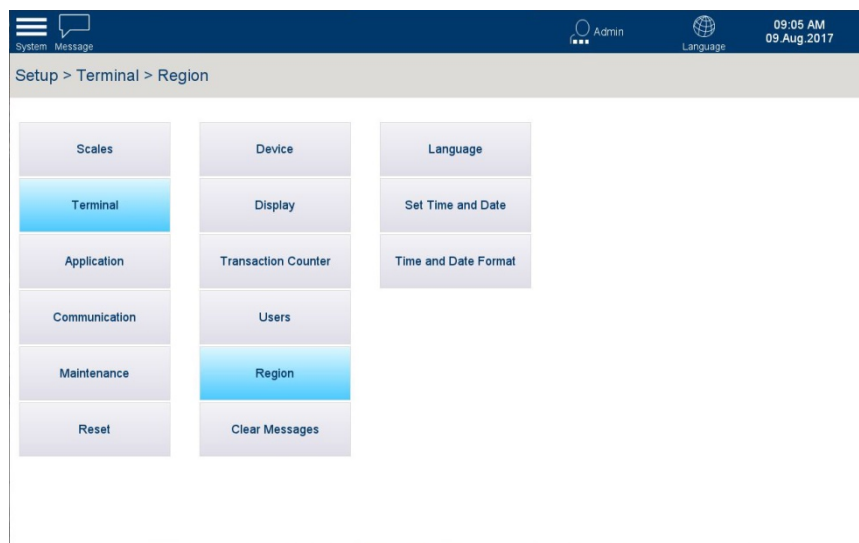 System Message
Admin
Language
09:05 AM
09.Aug.2017
Setup > Terminal > Region
Scales
Device
Language
Terminal
Display
Set Time and Date
Application
Transaction Counter
Time and Date Format
Communication
Users
Maintenance
Region
Reset
Clear Messages